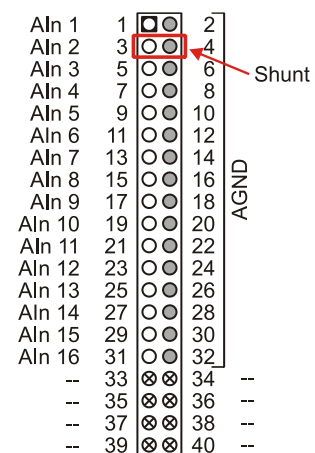 AIn 1 1 2
AIn 2 3 4
AIn 3 5 6
Shunt
AIn 4 7 8
AIn 5 9 10
AIn 6 11 12
AIn 7 13 14
AIn 8 15 16
AIn 9 17 18
AGND
AIn 10 19 20
AIn 11 21 22
AIn 12 23 24
AIn 13 25 26
AIn 14 27 28
AIn 15 29 30
AIn 16 31 32
-- 33 34 --
-- 35 36 --
-- 37 38 --
-- 39 40 --